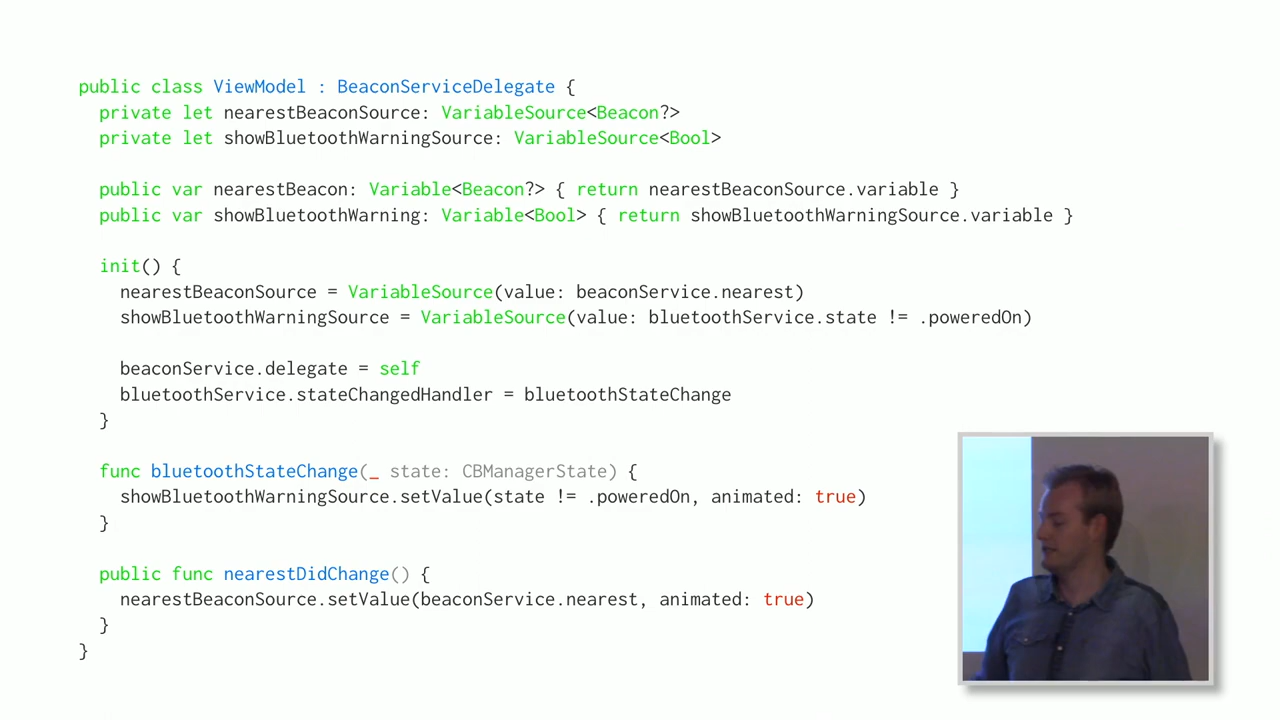 public class ViewModel : BeaconServiceDelegate {
private let nearestBeaconSource: VariableSource<Beacon?>
private let showBluetoothWarningSource: VariableSource<Bool>
public var nearestBeacon: Variable<Beacon?> { return nearestBeaconSource.variable }
public var showBluetoothWarning: Variable<Bool> { return showBluetoothWarningSource.variable }
init() {
nearestBeaconSource = VariableSource(value: beaconService.nearest)
showBluetoothWarningSource = VariableSource(value: bluetoothService.state != .poweredOn)
beaconService.delegate = self
bluetoothService.stateChangedHandler = bluetoothStateChange
}
func bluetoothStateChange(_ state: CBManagerState) {
showBluetoothWarningSource.setValue(state != .poweredOn, animated: true)
}
public func nearestDidChange() {
nearestBeaconSource.setValue(beaconService.nearest, animated: true)
}
}